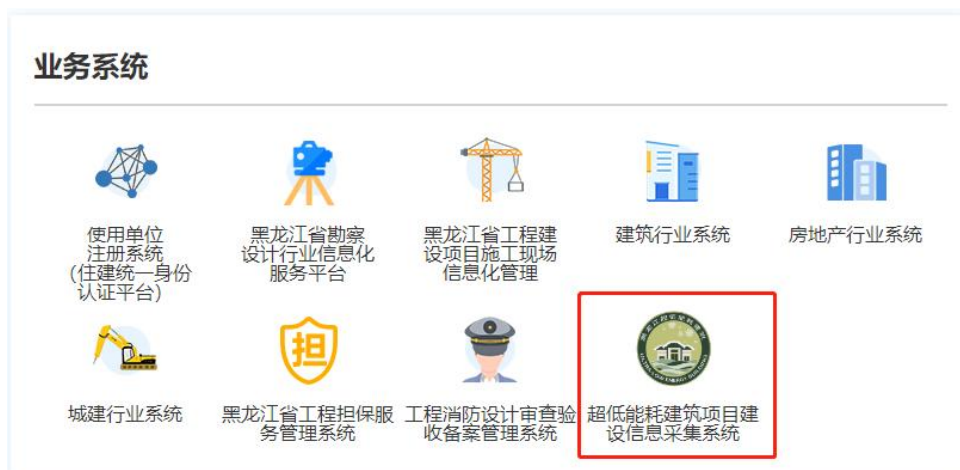 业务系统
使用单位
注册系统
(住建统一身份
认证平台)
黑龙江省勘察
设计行业信息化
服务平台
黑龙江省工程建
设项目施工现场
信息化管理
建筑行业系统
房地产行业系统
城建行业系统
担
黑龙江省工程担保服
务管理系统
工程消防设计审查验
收备案管理系统
超低能耗建筑项目建
设信息采集系统